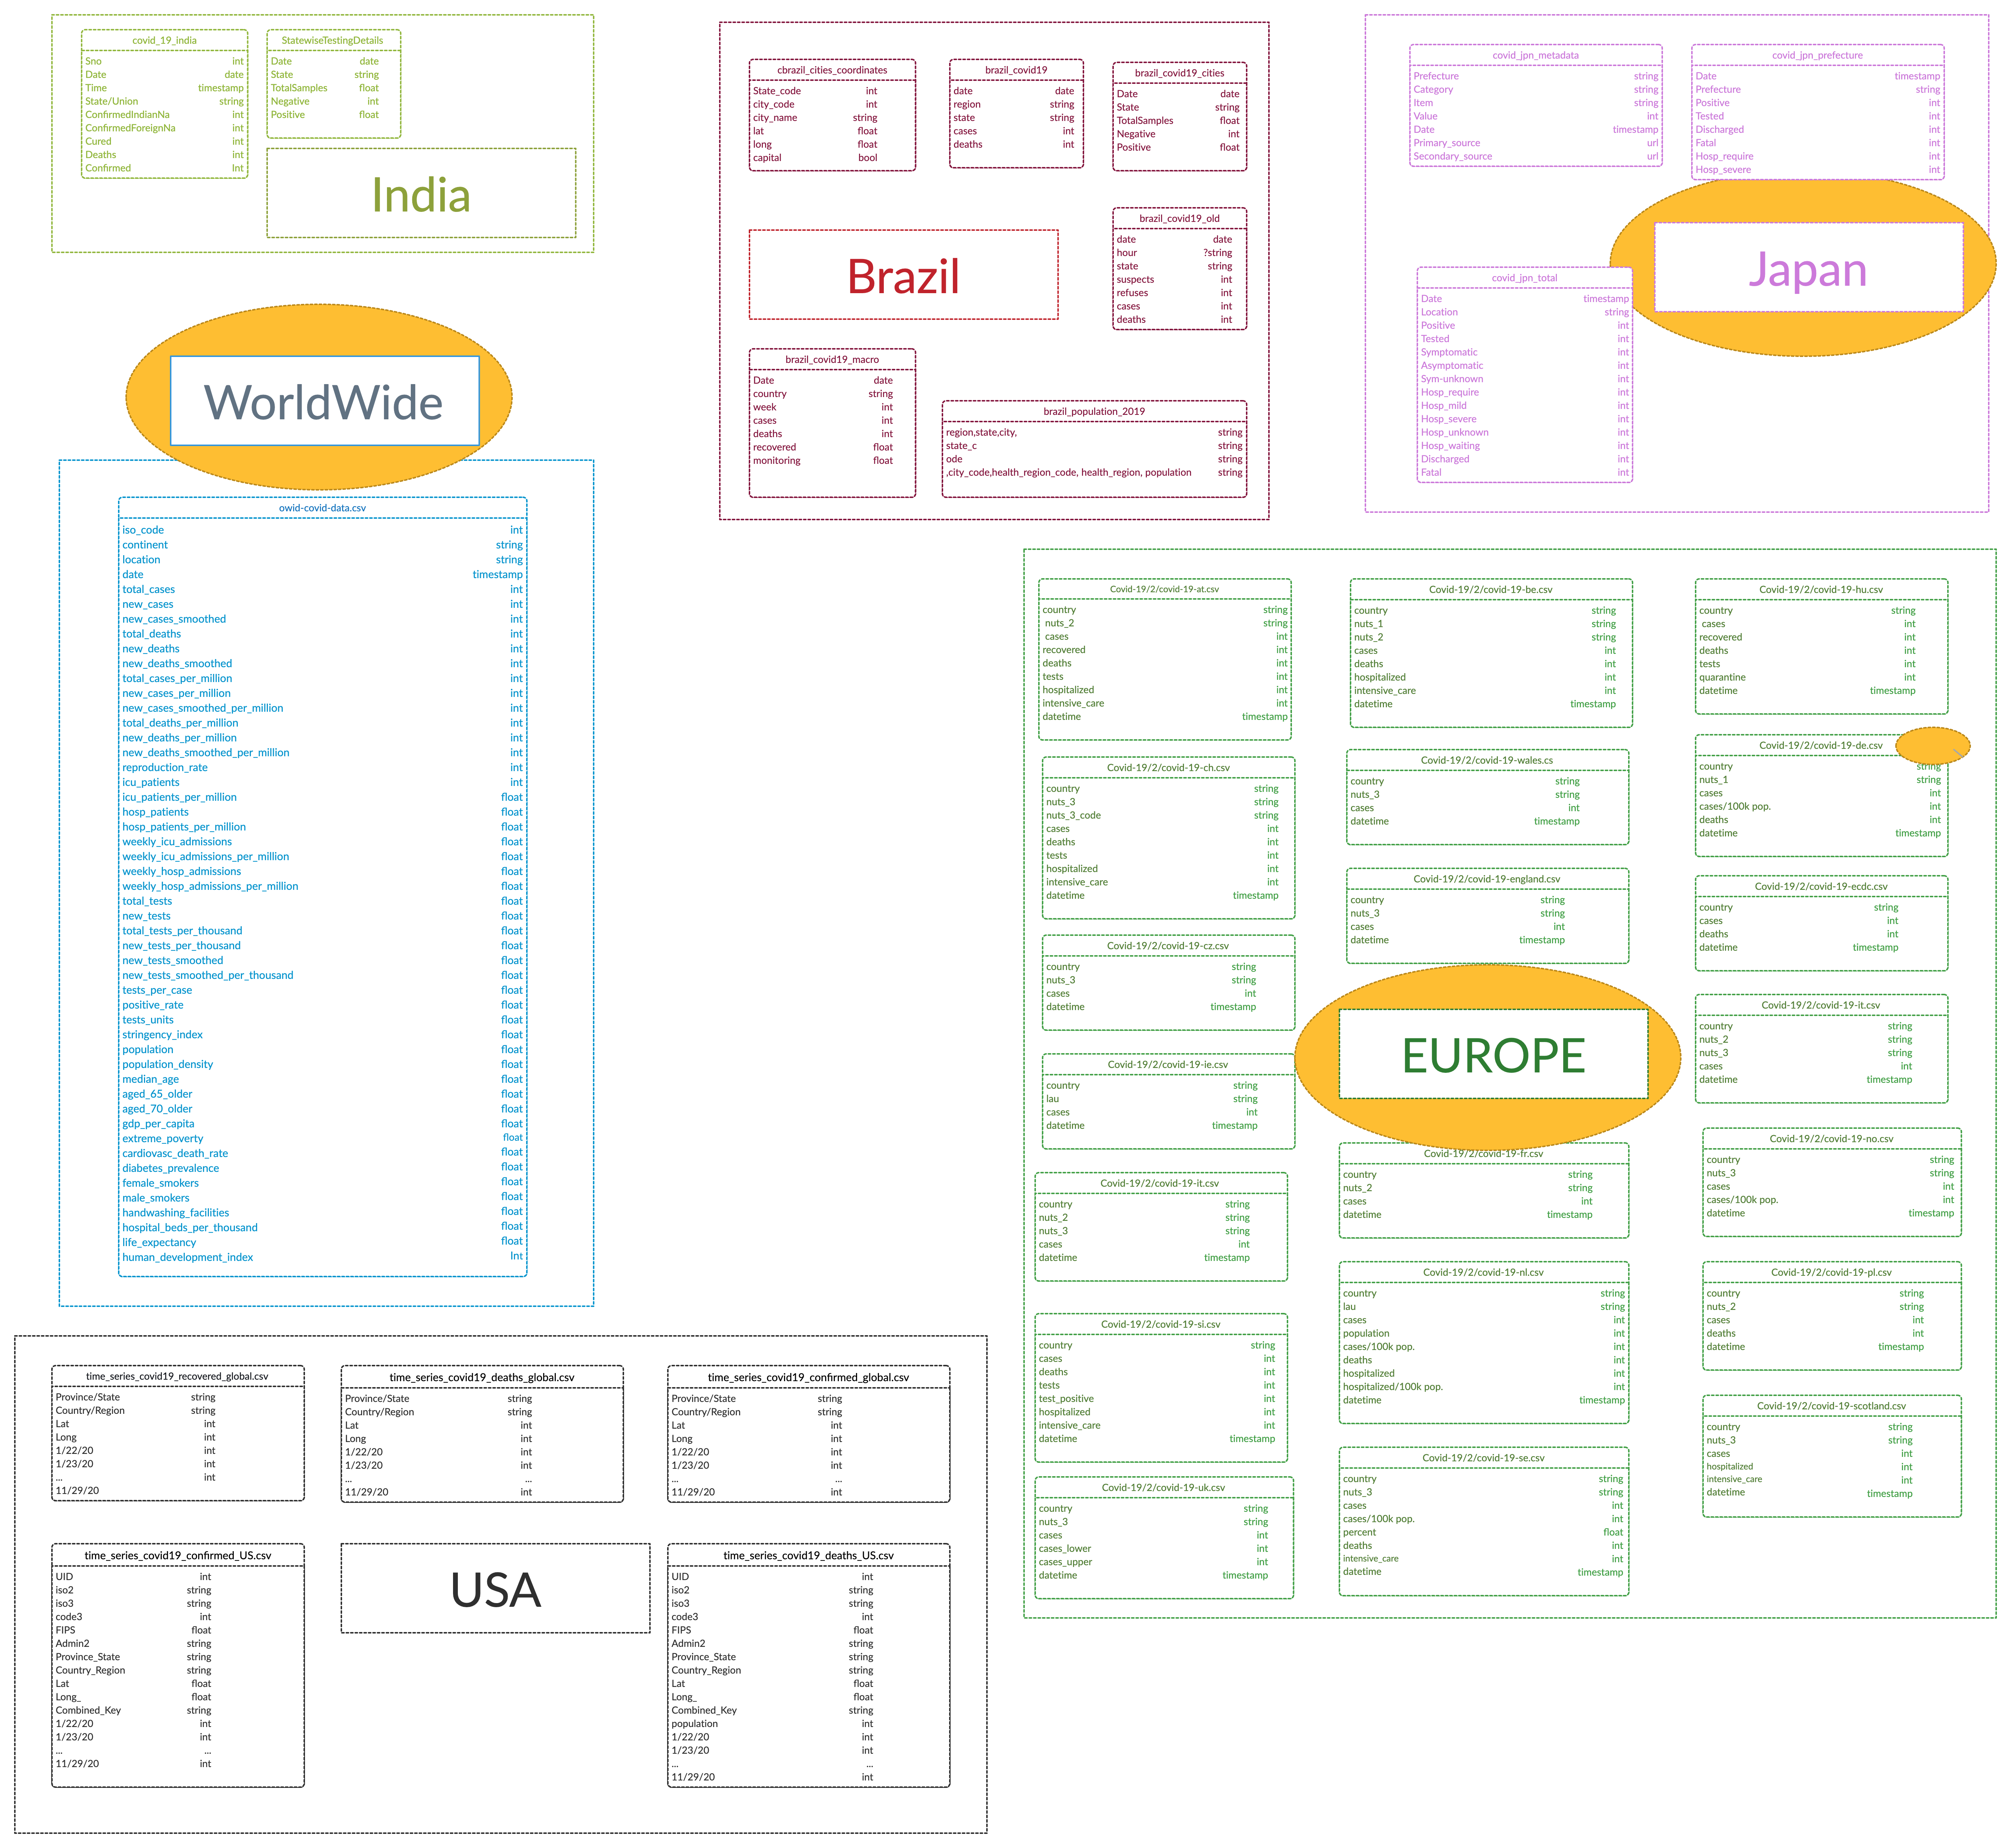 covid_19_india
Sno int
Date date
Time timestamp
State/Union string
ConfirmedIndianNa int
ConfirmedForeignNa int
Cured int
Deaths int
Confirmed Int
StatewiseTestingDetails
Date date
State string
TotalSamples float
Negative int
Positive float
India
cbrazil_cities_coordinates
State_code int
city_code int
city_name string
lat float
long float
capital bool
brazil_covid19
date date
region string
state string
cases int
deaths int
brazil_covid19_cities
Date date
State string
TotalSamples float
Negative int
Positive float
Brazil
brazil_covid19_old
date date
hour ?string
state string
suspects int
refuses int
cases int
deaths int
brazil_covid19_macro
Date date
country string
week int
cases int
deaths int
recovered float
monitoring float
brazil_population_2019
region,state,city, string
state_c string
ode string
,city_code,health_region_code, health_region, population string
covid_jpn_metadata
Prefecture string
Category string
Item string
Value int
Date timestamp
Primary_source url
Secondary_source url
covid_jpn_prefecture
Date timestamp
Prefecture string
Positive int
Tested int
Discharged int
Fatal int
Hosp_require int
Hosp_severe int
Japan
covid_jpn_total
Date timestamp
Location string
Positive int
Tested int
Symptomatic int
Asymptomatic int
Sym-unknown int
Hosp_require int
Hosp_mild int
Hosp_severe int
Hosp_unknown int
Hosp_waiting int
Discharged int
Fatal int
WorldWide
owid-covid-data.csv
iso_code int
continent string
location string
date timestamp
total_cases int
new_cases int
new_cases_smoothed int
total_deaths int
new_deaths int
new_deaths_smoothed int
total_cases_per_million int
new_cases_per_million int
new_cases_smoothed_per_million int
total_deaths_per_million int
new_deaths_per_million int
new_deaths_smoothed_per_million int
reproduction_rate int
icu_patients int
icu_patients_per_million float
hosp_patients float
hosp_patients_per_million float
weekly_icu_admissions float
weekly_icu_admissions_per_million float
weekly_hosp_admissions float
weekly_hosp_admissions_per_million float
total_tests float
new_tests float
total_tests_per_thousand float
new_tests_per_thousand float
new_tests_smoothed float
new_tests_smoothed_per_thousand float
tests_per_case float
positive_rate float
tests_units float
stringency_index float
population float
population_density float
median_age float
aged_65_older float
aged_70_older float
gdp_per_capita float
extreme_poverty float
cardiovasc_death_rate float
diabetes_prevalence float
female_smokers float
male_smokers float
handwashing_facilities float
hospital_beds_per_thousand float
life_expectancy float
human_development_index Int
Covid-19/2/covid-19-at.csv
country string
nuts_2 string
cases int
recovered int
deaths int
tests int
hospitalized int
intensive_care int
datetime timestamp
Covid-19/2/covid-19-ch.csv
country string
nuts_3 string
nuts_3_code string
cases int
deaths int
tests int
hospitalized int
intensive_care int
datetime timestamp
Covid-19/2/covid-19-cz.csv
country string
nuts_3 string
cases int
datetime timestamp
Covid-19/2/covid-19-ie.csv
country string
lau string
cases int
datetime timestamp
Covid-19/2/covid-19-it.csv
country string
nuts_2 string
nuts_3 string
cases int
datetime timestamp
Covid-19/2/covid-19-si.csv
country string
cases int
deaths int
tests int
test_positive int
hospitalized int
intensive_care int
datetime timestamp
Covid-19/2/covid-19-uk.csv
country string
nuts_3 string
cases int
cases_lower int
cases_upper int
datetime timestamp
Covid-19/2/covid-19-be.csv
country string
nuts_1 string
nuts_2 string
cases int
deaths int
hospitalized int
intensive_care int
datetime timestamp
Covid-19/2/covid-19-wales.cs
country string
nuts_3 string
cases int
datetime timestamp
Covid-19/2/covid-19-england.csv
country string
nuts_3 string
cases int
datetime timestamp
EUROPE
Covid-19/2/covid-19-fr.csv
country string
nuts_2 string
cases int
datetime timestamp
Covid-19/2/covid-19-nl.csv
country string
lau string
cases int
population int
cases/100k pop. int
deaths int
hospitalized int
hospitalized/100k pop. int
datetime timestamp
Covid-19/2/covid-19-se.csv
country string
nuts_3 string
cases int
cases/100k pop. int
percent float
deaths int
intensive_care int
datetime timestamp
Covid-19/2/covid-19-hu.csv
country string
cases int
recovered int
deaths int
tests int
quarantine int
datetime timestamp
Covid-19/2/covid-19-de.csv
country string
nuts_1 string
cases int
cases/100k pop. int
deaths int
datetime timestamp
Covid-19/2/covid-19-ecdc.csv
country string
cases int
deaths int
datetime timestamp
Covid-19/2/covid-19-it.csv
country string
nuts_2 string
nuts_3 string
cases int
datetime timestamp
Covid-19/2/covid-19-no.csv
country string
nuts_3 string
cases int
cases/100k pop. int
datetime timestamp
Covid-19/2/covid-19-pl.csv
country string
nuts_2 string
cases int
deaths int
datetime timestamp
Covid-19/2/covid-19-scotland.csv
country string
nuts_3 string
cases int
hospitalized int
intensive_care int
datetime timestamp
time_series_covid19_recovered_global.csv
Province/State string
Country/Region string
Lat int
Long int
1/22/20 int
1/23/20 int
... int
11/29/20
time_series_covid19_deaths_global.csv
Province/State string
Country/Region string
Lat int
Long int
1/22/20 int
1/23/20 int
... ...
11/29/20 int
time_series_covid19_confirmed_global.csv
Province/State string
Country/Region string
Lat int
Long int
1/22/20 int
1/23/20 int
... ...
11/29/20 int
time_series_covid19_confirmed_US.csv
UID int
iso2 string
iso3 string
code3 int
FIPS float
Admin2 string
Province_State string
Country_Region string
Lat float
Long_ float
Combined_Key string
1/22/20 int
1/23/20 int
... ...
11/29/20 int
USA
time_series_covid19_deaths_US.csv
UID int
iso2 string
iso3 string
code3 int
FIPS float
Admin2 string
Province_State string
Country_Region string
Lat float
Long_ float
Combined_Key string
population int
1/22/20 int
1/23/20 int
... ...
11/29/20 int